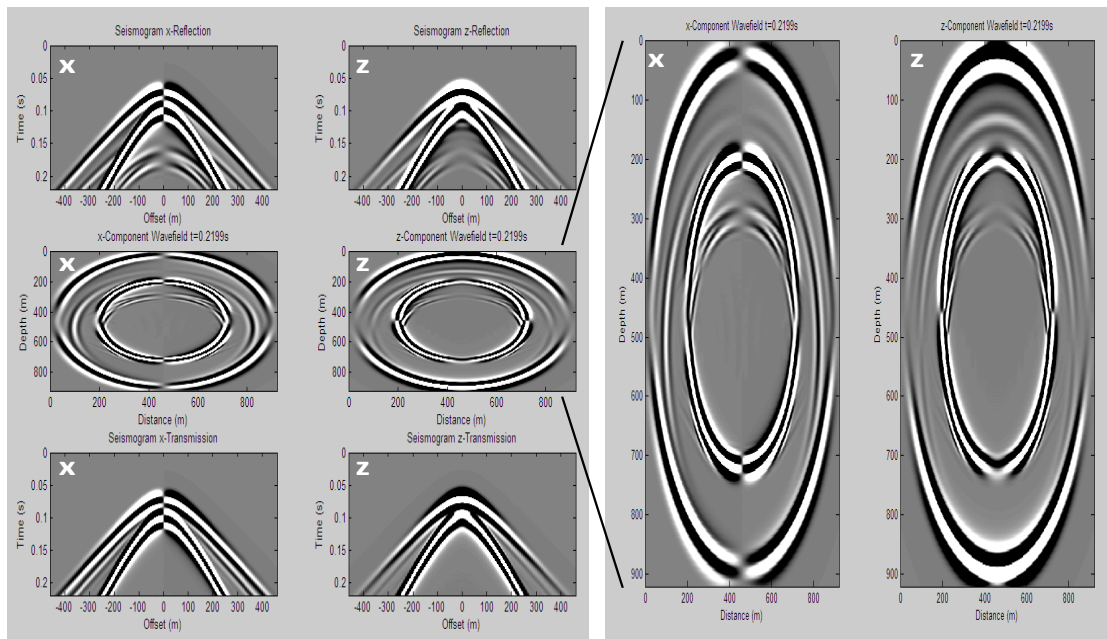 Seismogram x-Reflection
x
0
0.05
0.1
0.15
0.2
Time (s)
-400 -300 -200 -100 0 100 200 300 400
Offset (m)
Seismogram z-Reflection
z
0
0.05
0.1
0.15
0.2
Time (s)
-400 -300 -200 -100 0 100 200 300 400
Offset (m)
x-Component Wavefield t=0.2199s
x
0
200
400
600
800
Depth (m)
0 200 400 600 800
Distance (m)
z-Component Wavefield t=0.2199s
z
0
200
400
600
800
Depth (m)
0 200 400 600 800
Distance (m)
Seismogram x-Transmission
x
0
0.05
0.1
0.15
0.2
Time (s)
-400 -300 -200 -100 0 100 200 300 400
Offset (m)
Seismogram z-Transmission
z
0
0.05
0.1
0.15
0.2
Time (s)
-400 -300 -200 -100 0 100 200 300 400
Offset (m)
x-Component Wavefield t=0.2199s
x
0
100
200
300
400
500
600
700
800
900
Depth (m)
0 200 400 600 800
Distance (m)
z-Component Wavefield t=0.2199s
z
0
100
200
300
400
500
600
700
800
900
Depth (m)
0 200 400 600 800
Distance (m)